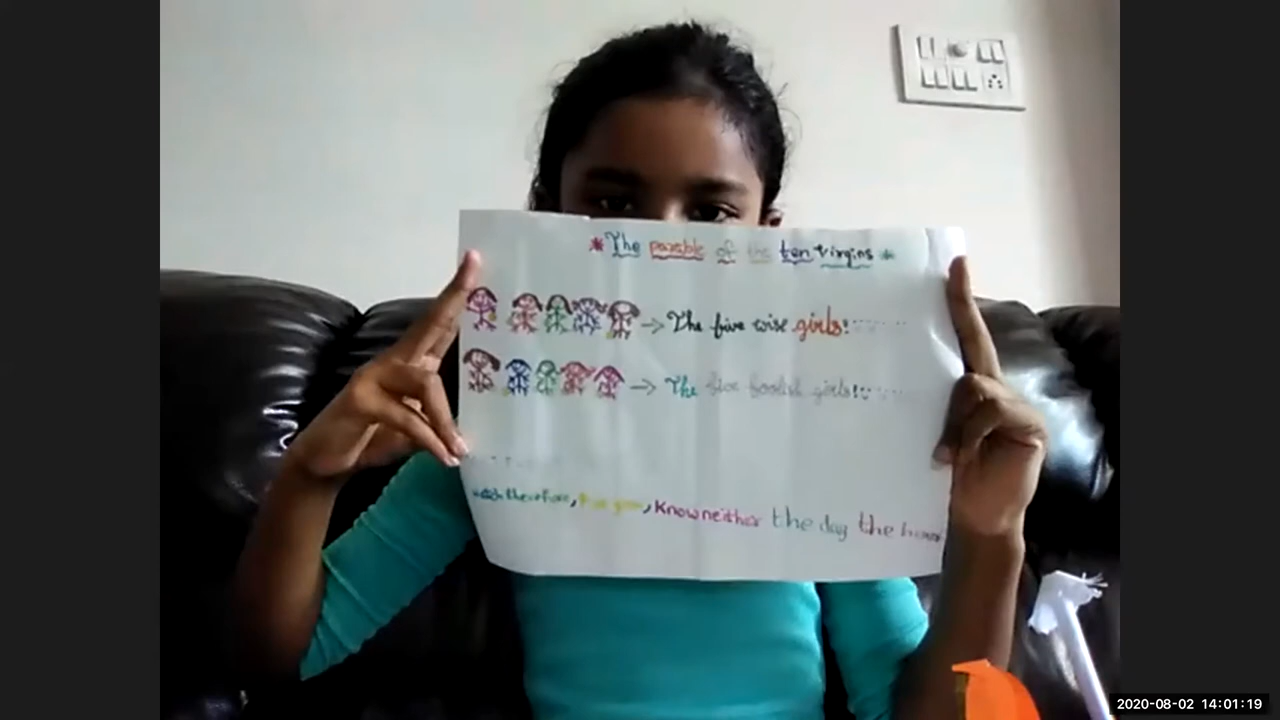 *The parable of the ten virgins*
→ The five wise girls!
→ The five foolish girls!
Watch therefore, for you, Know neither the day the hour
2020-08-02 14:01:19